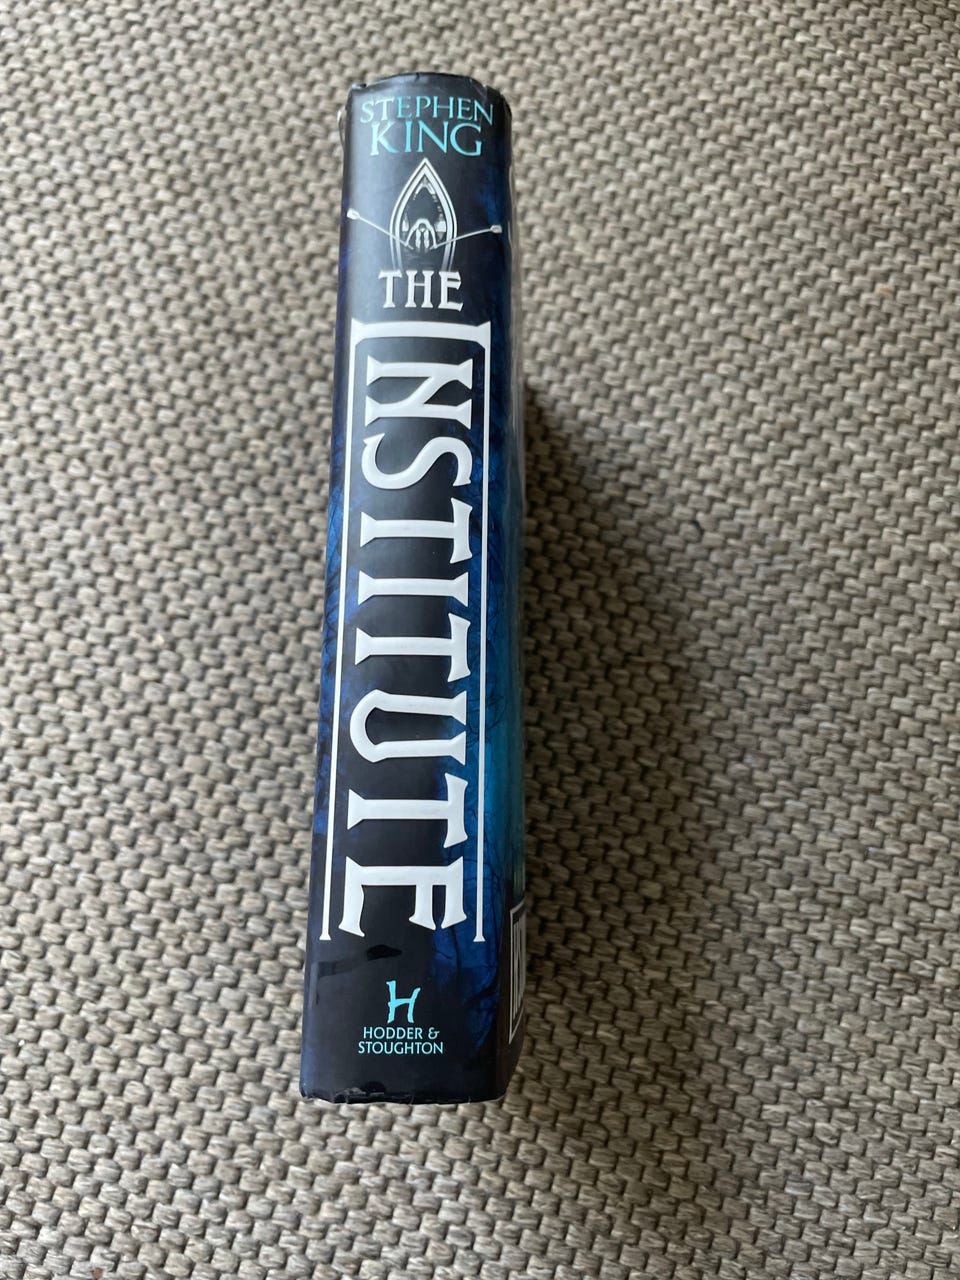 STEPHEN
KING
THE
INSTITUTE
H
HODDER &
STOUGHTON